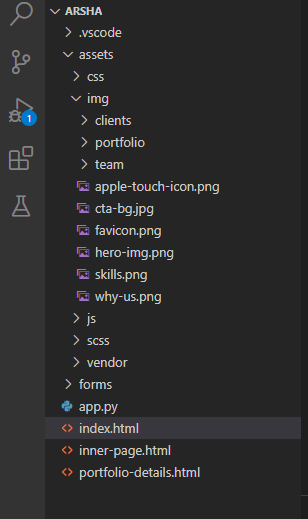 ARSHA
.vscode
assets
css
img
clients
portfolio
team
apple-touch-icon.png
cta-bg.jpg
favicon.png
hero-img.png
skills.png
why-us.png
js
scss
vendor
forms
app.py
index.html
inner-page.html
portfolio-details.html
1